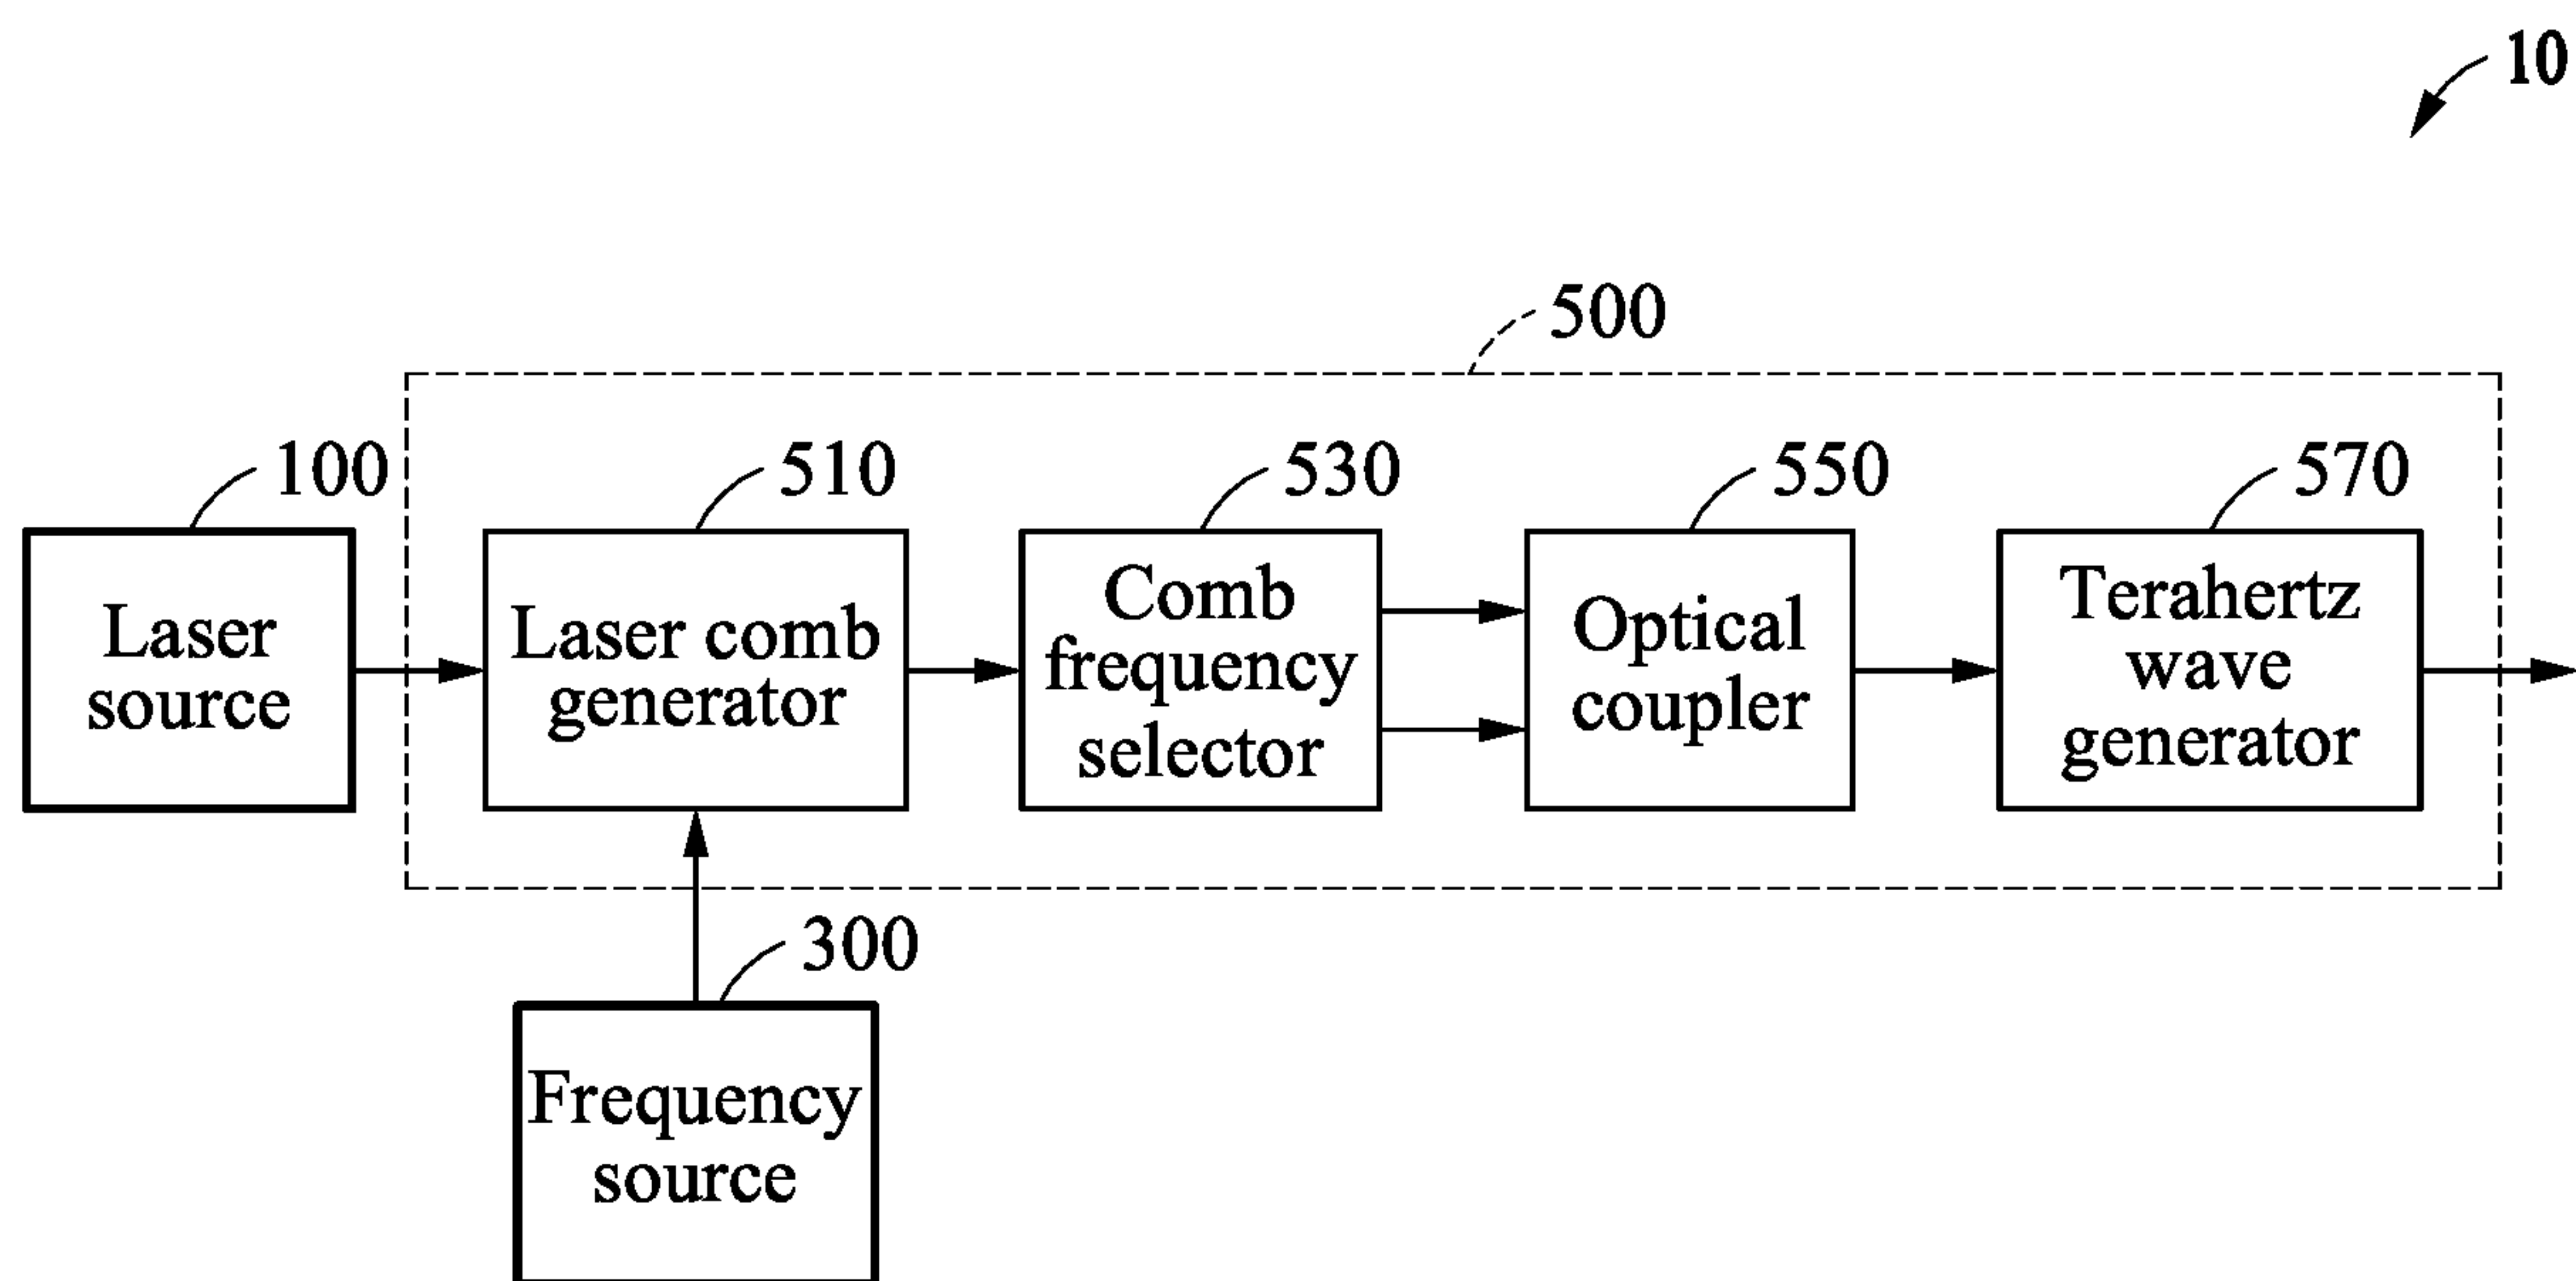 10
500
100
510
530
550
570
Laser
source
Laser comb
generator
Comb
frequency
selector
Optical
coupler
Terahertz
wave
generator
300
Frequency
source